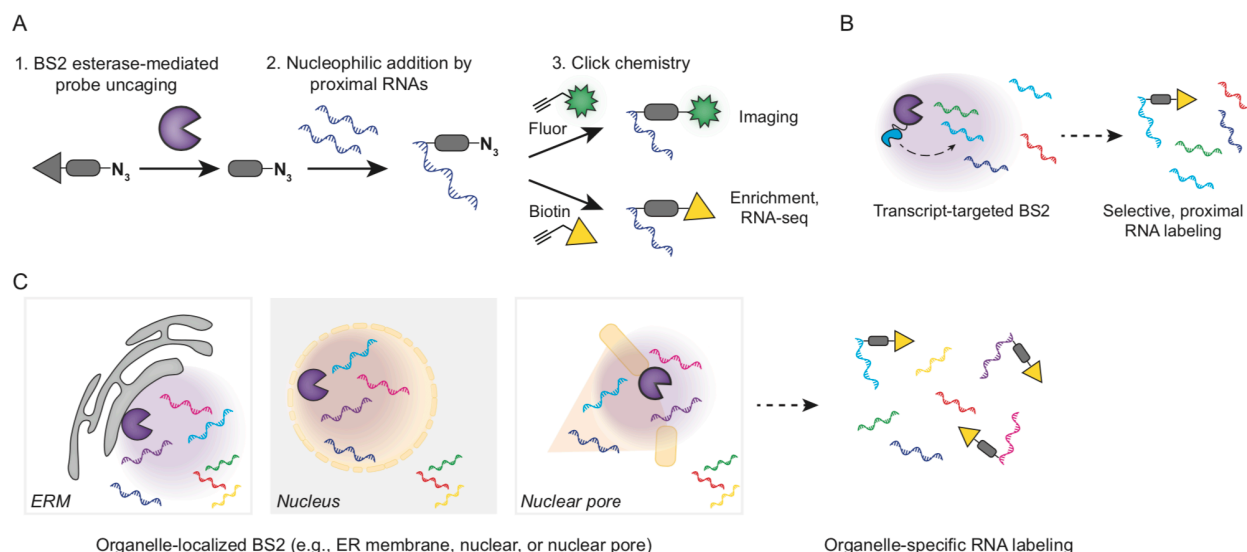 A
1. BS2 esterase-mediated
probe uncaging
2. Nucleophilic addition by
proximal RNAs
3. Click chemistry
N3
N3
N3
Fluor
Imaging
Biotin
Enrichment,
RNA-seq
B
Transcript-targeted BS2
Selective, proximal
RNA labeling
C
ERM
Nucleus
Nuclear pore
Organelle-localized BS2 (e.g., ER membrane, nuclear, or nuclear pore)
Organelle-specific RNA labeling